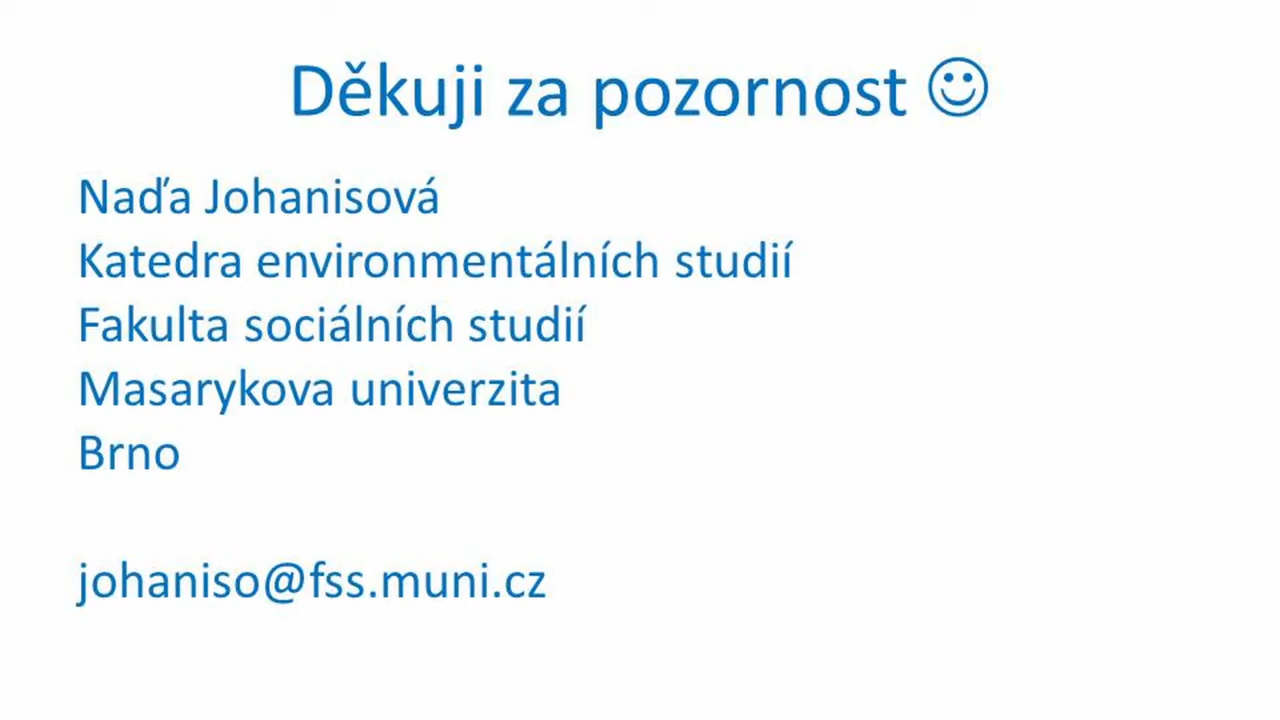 Děkuji za pozornost ☺
Naďa Johanisová
Katedra environmentálních studií
Fakulta sociálních studií
Masarykova univerzita
Brno
johaniso@fss.muni.cz